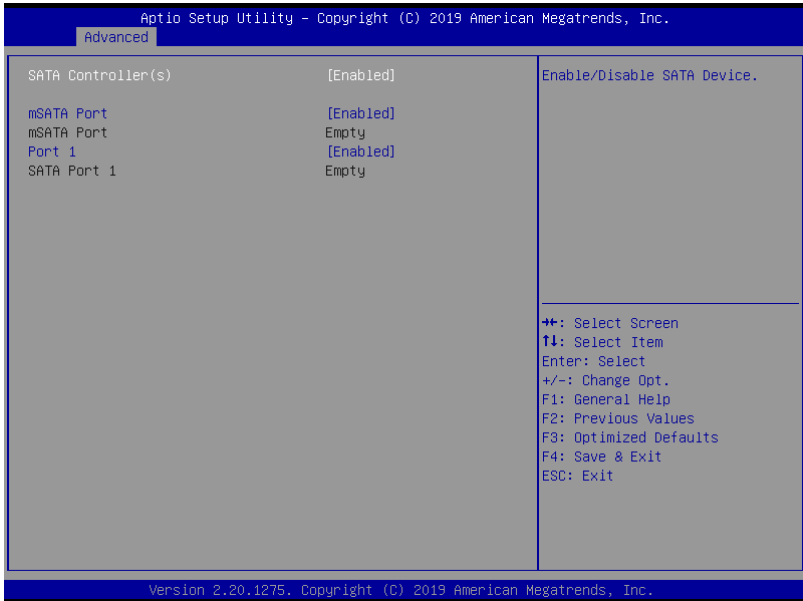 Aptio Setup Utility – Copyright (C) 2019 American Megatrends, Inc.
Advanced
SATA Controller(s) [Enabled]
mSATA Port [Enabled]
mSATA Port Empty
Port 1 [Enabled]
SATA Port 1 Empty
Enable/Disable SATA Device.
→←: Select Screen
↑↓: Select Item
Enter: Select
+/-: Change Opt.
F1: General Help
F2: Previous Values
F3: Optimized Defaults
F4: Save & Exit
ESC: Exit
Version 2.20.1275. Copyright (C) 2019 American Megatrends, Inc.